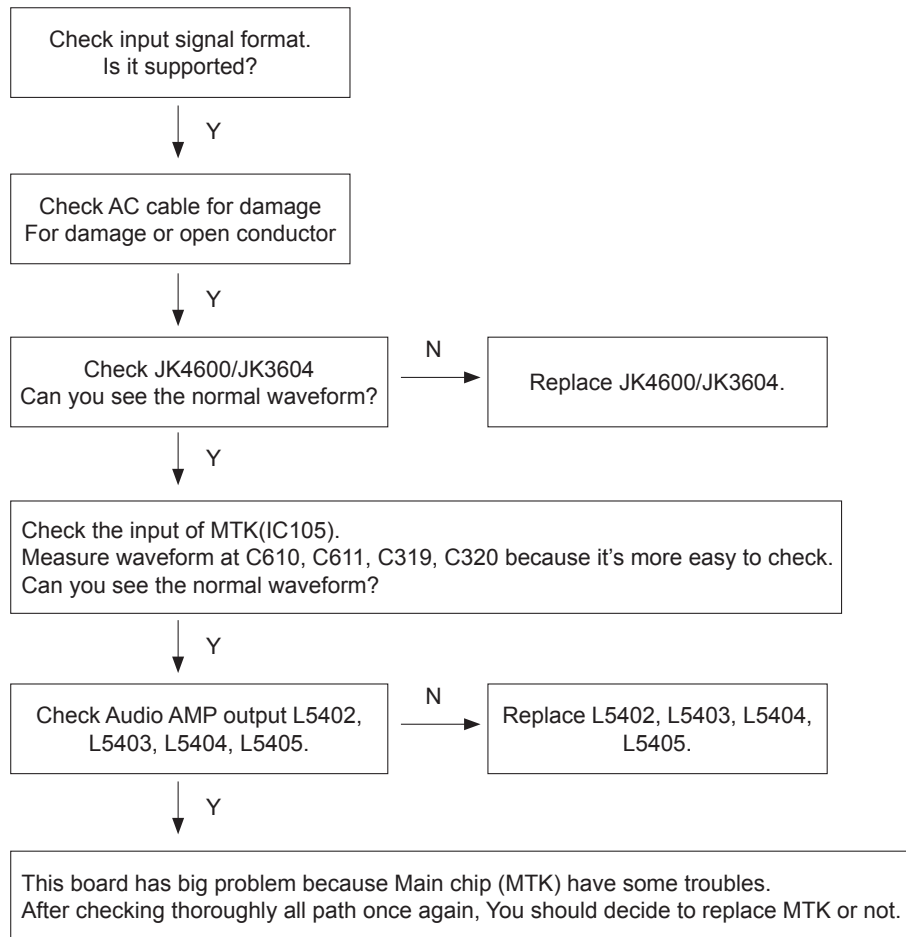 Check input signal format.
Is it supported?
Y
Check AC cable for damage
For damage or open conductor
Y
Check JK4600/JK3604
Can you see the normal waveform?
N
Replace JK4600/JK3604.
Y
Check the input of MTK(IC105).
Measure waveform at C610, C611, C319, C320 because it’s more easy to check.
Can you see the normal waveform?
Y
Check Audio AMP output L5402,
L5403, L5404, L5405.
N
Replace L5402, L5403, L5404,
L5405.
Y
This board has big problem because Main chip (MTK) have some troubles.
After checking thoroughly all path once again, You should decide to replace MTK or not.